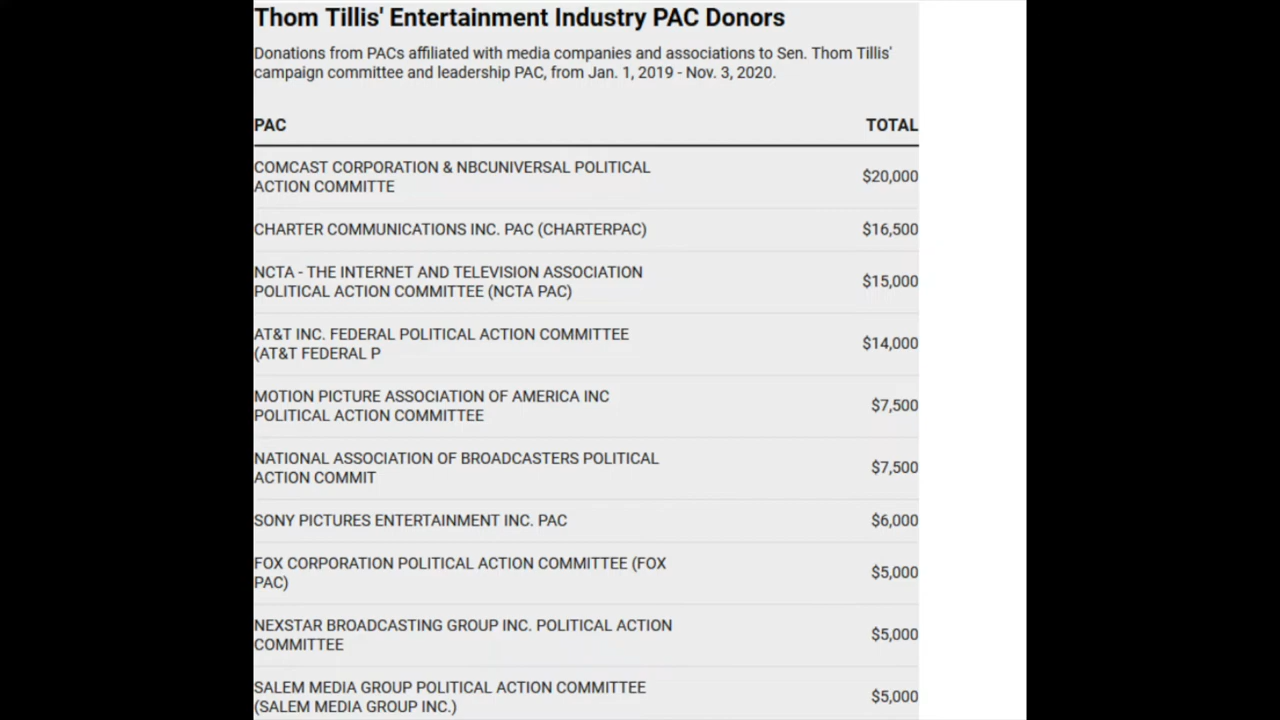 Thom Tillis' Entertainment Industry PAC Donors
Donations from PACs affiliated with media companies and associations to Sen. Thom Tillis'
campaign committee and leadership PAC, from Jan. 1, 2019 - Nov. 3, 2020.
PAC TOTAL
COMCAST CORPORATION & NBCUNIVERSAL POLITICAL
ACTION COMMITTE
$20,000
CHARTER COMMUNICATIONS INC. PAC (CHARTERPAC) $16,500
NCTA - THE INTERNET AND TELEVISION ASSOCIATION
POLITICAL ACTION COMMITTEE (NCTA PAC)
$15,000
AT&T INC. FEDERAL POLITICAL ACTION COMMITTEE
(AT&T FEDERAL P
$14,000
MOTION PICTURE ASSOCIATION OF AMERICA INC
POLITICAL ACTION COMMITTEE
$7,500
NATIONAL ASSOCIATION OF BROADCASTERS POLITICAL
ACTION COMMIT
$7,500
SONY PICTURES ENTERTAINMENT INC. PAC $6,000
FOX CORPORATION POLITICAL ACTION COMMITTEE (FOX
PAC)
$5,000
NEXSTAR BROADCASTING GROUP INC. POLITICAL ACTION
COMMITTEE
$5,000
SALEM MEDIA GROUP POLITICAL ACTION COMMITTEE
(SALEM MEDIA GROUP INC.)
$5,000